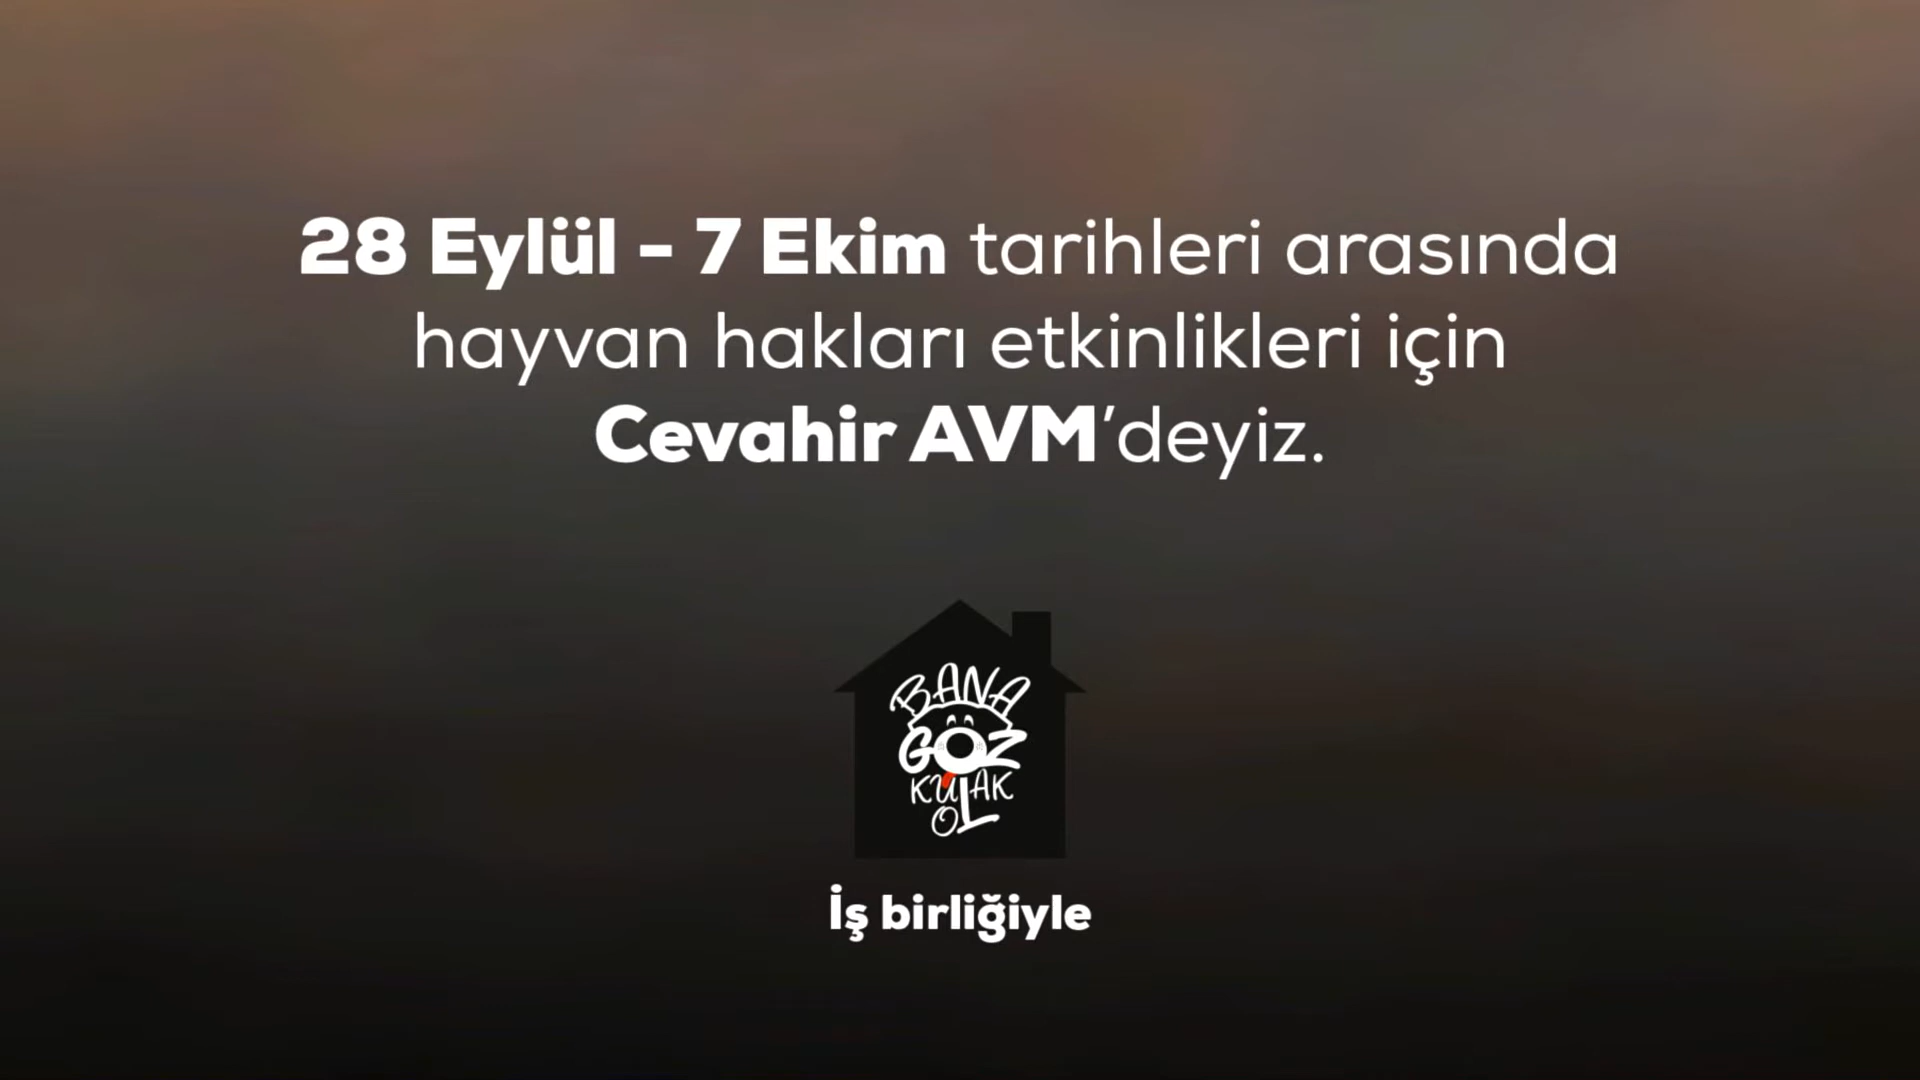 28 Eylül - 7 Ekim tarihleri arasında
hayvan hakları etkinlikleri için
Cevahir AVM'deyiz.
BANA
GÖZ
KULAK
OL
İş birliğiyle